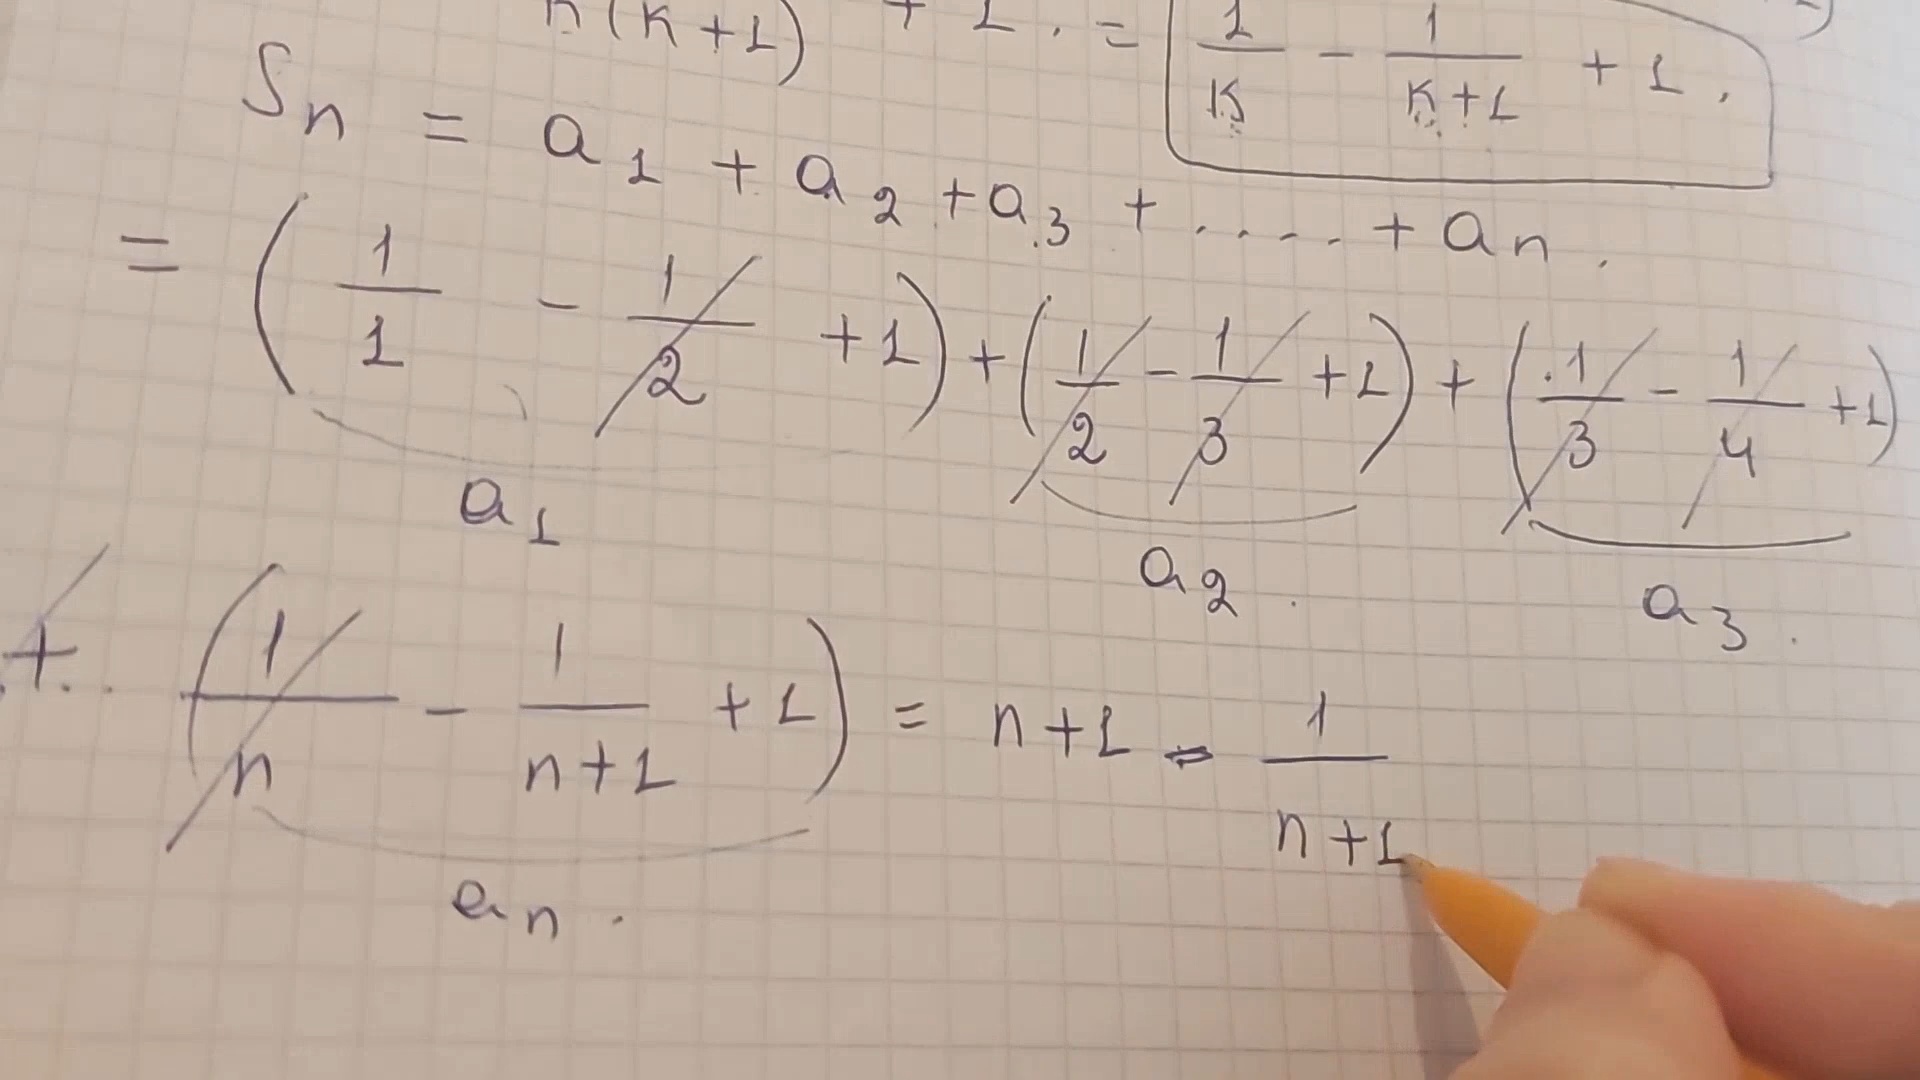 K(K+1) + 1. = 1/K - 1/(K+1) + 1.
Sn = a1 + a2 + a3 + .... + an.
= (1/1 - 1/2 + 1) + (1/2 - 1/3 + 1) + (1/3 - 1/4 + 1)
a1 a2. a3.
+.. (1/n - 1/(n+1) + 1) = n+1 - 1/(n+1)
an.